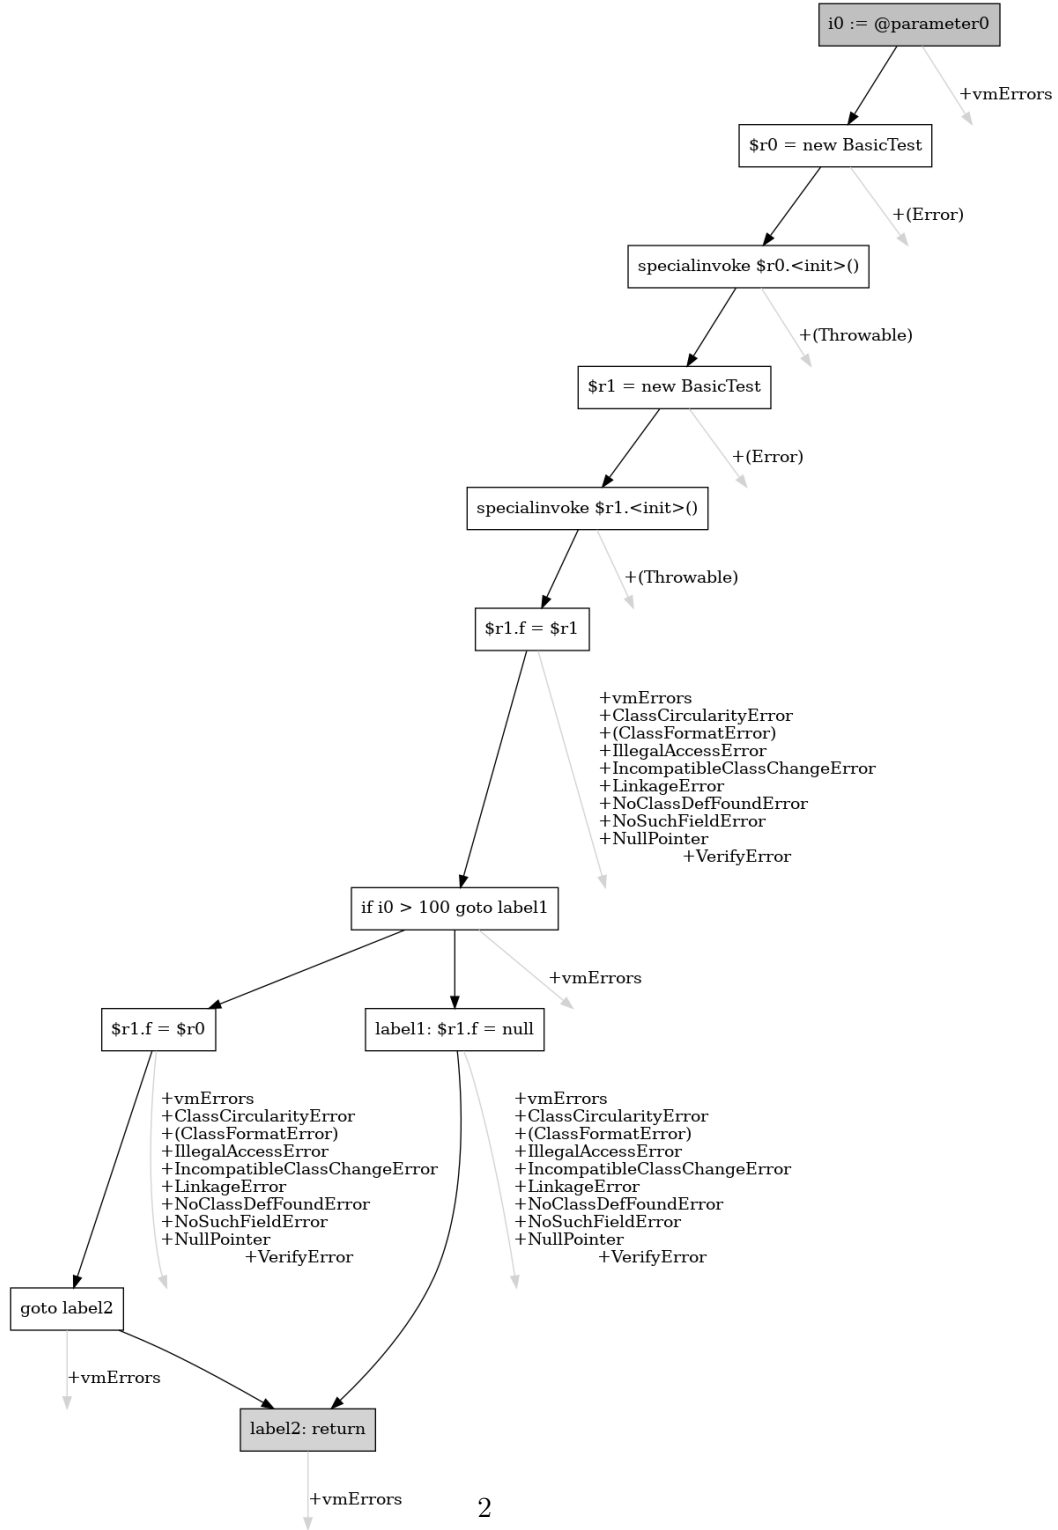 i0 := @parameter0
+vmErrors
$r0 = new BasicTest
+(Error)
specialinvoke $r0.<init>()
+(Throwable)
$r1 = new BasicTest
+(Error)
specialinvoke $r1.<init>()
+(Throwable)
$r1.f = $r1
+vmErrors
+ClassCircularityError
+(ClassFormatError)
+IllegalAccessError
+IncompatibleClassChangeError
+LinkageError
+NoClassDefFoundError
+NoSuchFieldError
+NullPointer
+VerifyError
if i0 > 100 goto label1
+vmErrors
$r1.f = $r0
label1: $r1.f = null
+vmErrors
+ClassCircularityError
+(ClassFormatError)
+IllegalAccessError
+IncompatibleClassChangeError
+LinkageError
+NoClassDefFoundError
+NoSuchFieldError
+NullPointer
+VerifyError
+vmErrors
+ClassCircularityError
+(ClassFormatError)
+IllegalAccessError
+IncompatibleClassChangeError
+LinkageError
+NoClassDefFoundError
+NoSuchFieldError
+NullPointer
+VerifyError
goto label2
+vmErrors
label2: return
+vmErrors
2